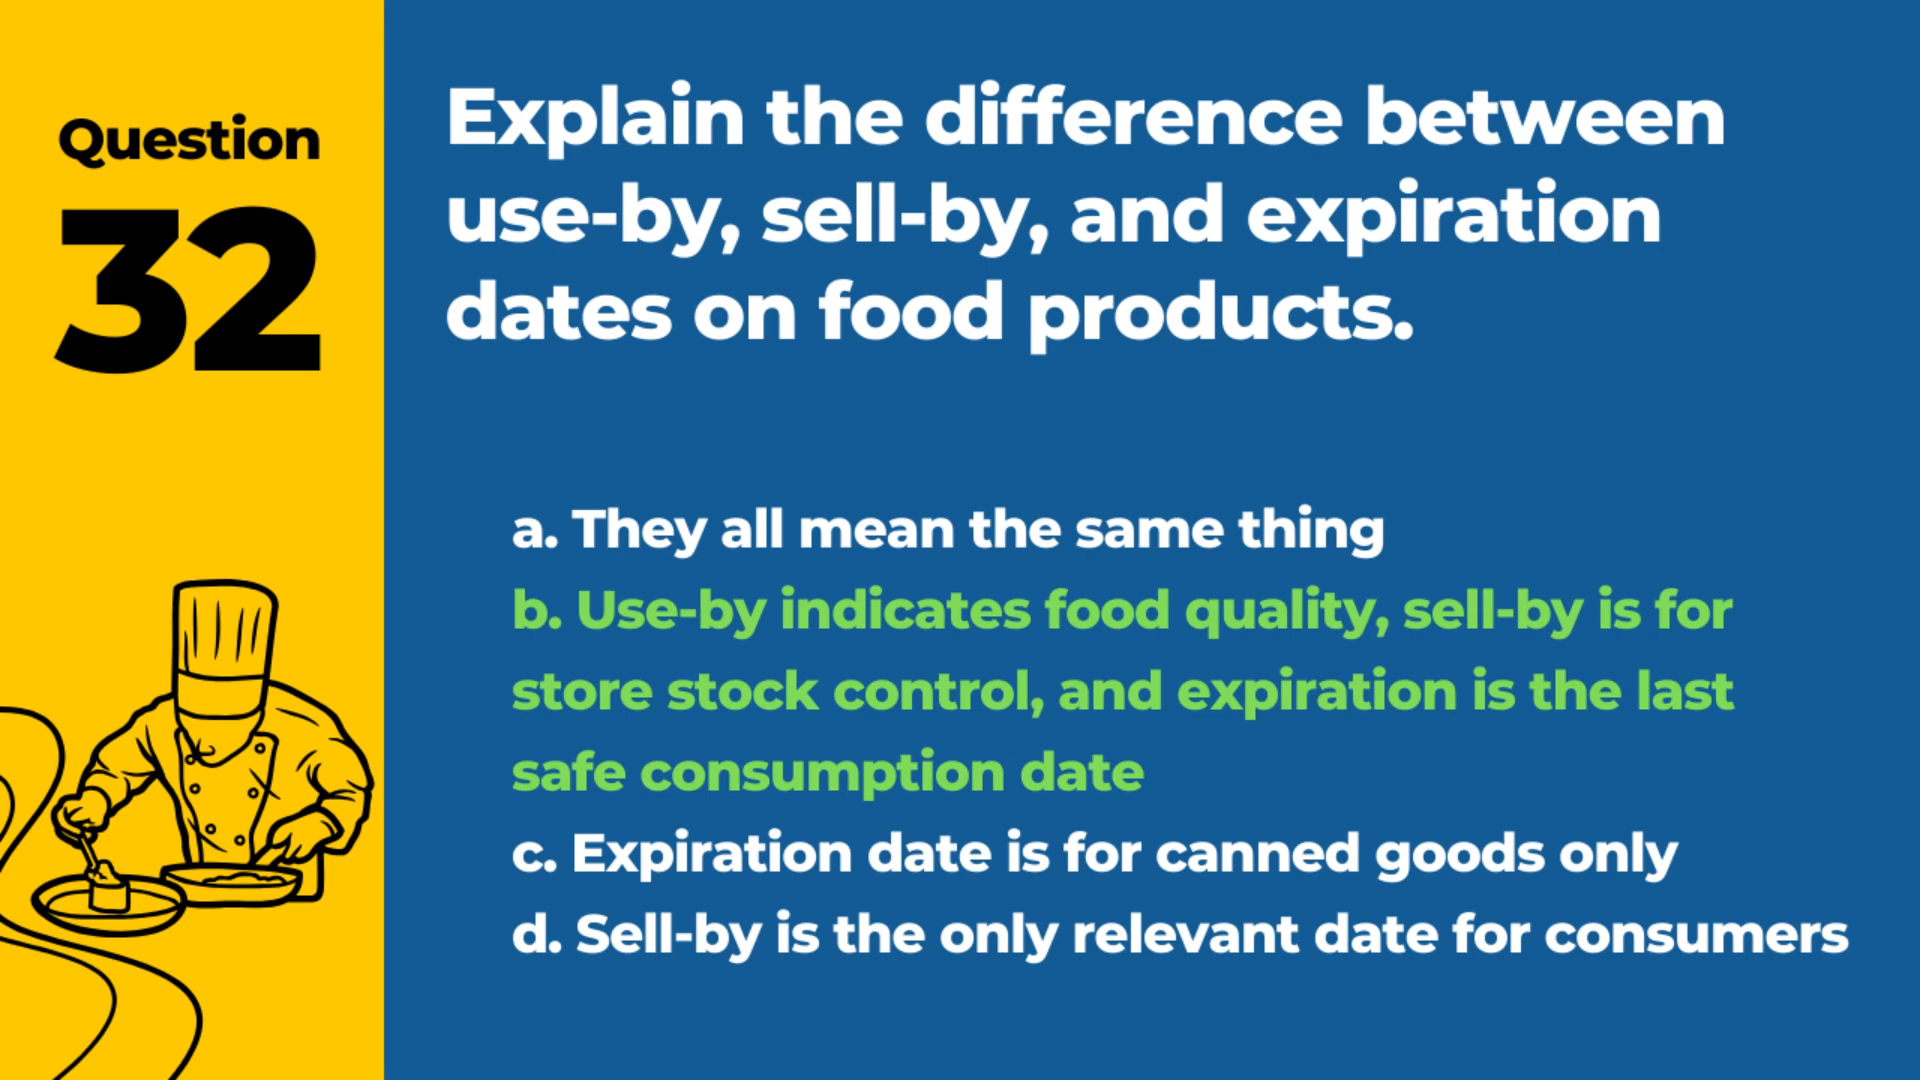 Question
32
Explain the difference between
use-by, sell-by, and expiration
dates on food products.
a. They all mean the same thing
b. Use-by indicates food quality, sell-by is for
store stock control, and expiration is the last
safe consumption date
c. Expiration date is for canned goods only
d. Sell-by is the only relevant date for consumers